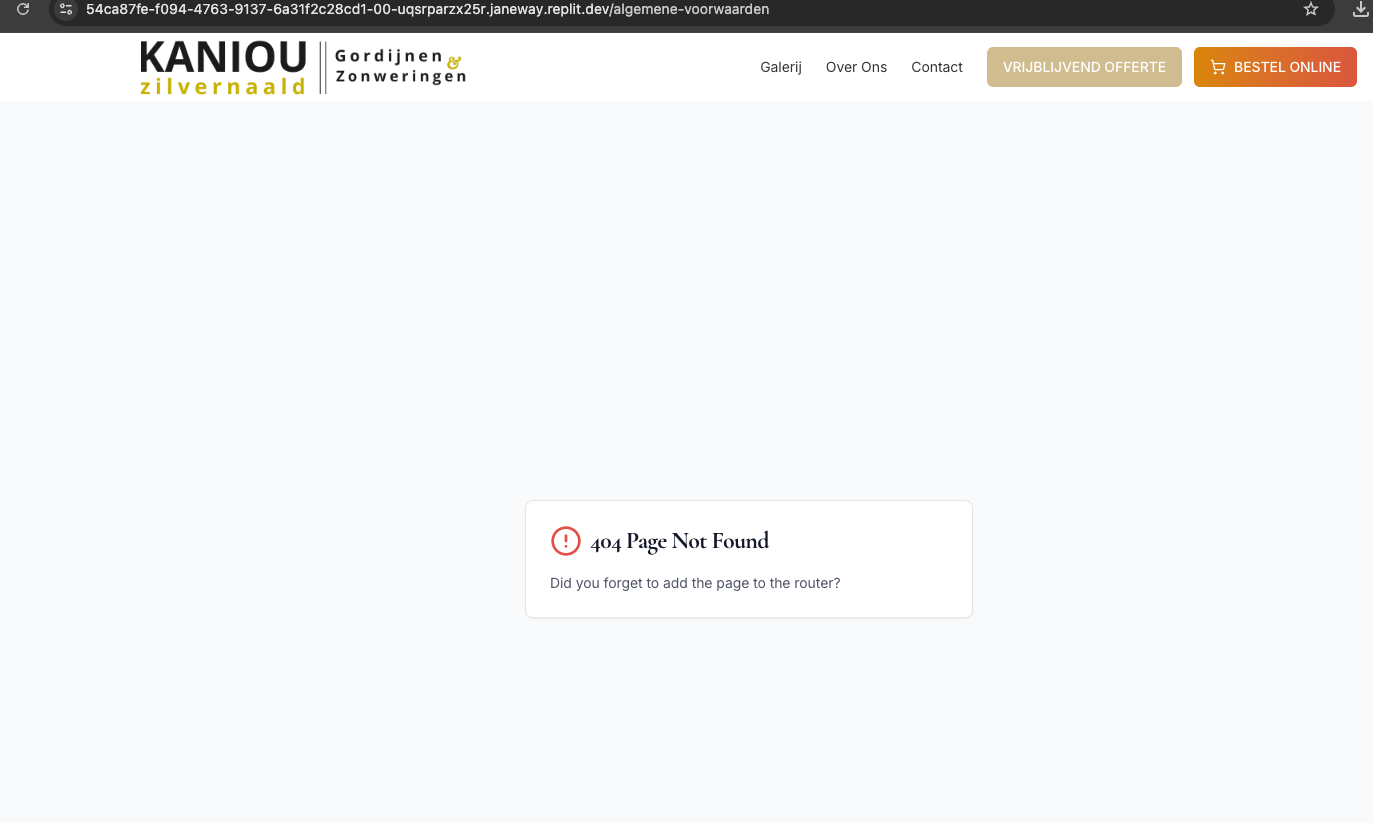 54ca87fe-f094-4763-9137-6a31f2c28cd1-00-uqsrparzx25r.janeway.replit.dev/algemene-voorwaarden
KANIOU
zilvernaald
Gordijnen &
Zonweringen
Galerij
Over Ons
Contact
VRIJBLIJVEND OFFERTE
BESTEL ONLINE
404 Page Not Found
Did you forget to add the page to the router?